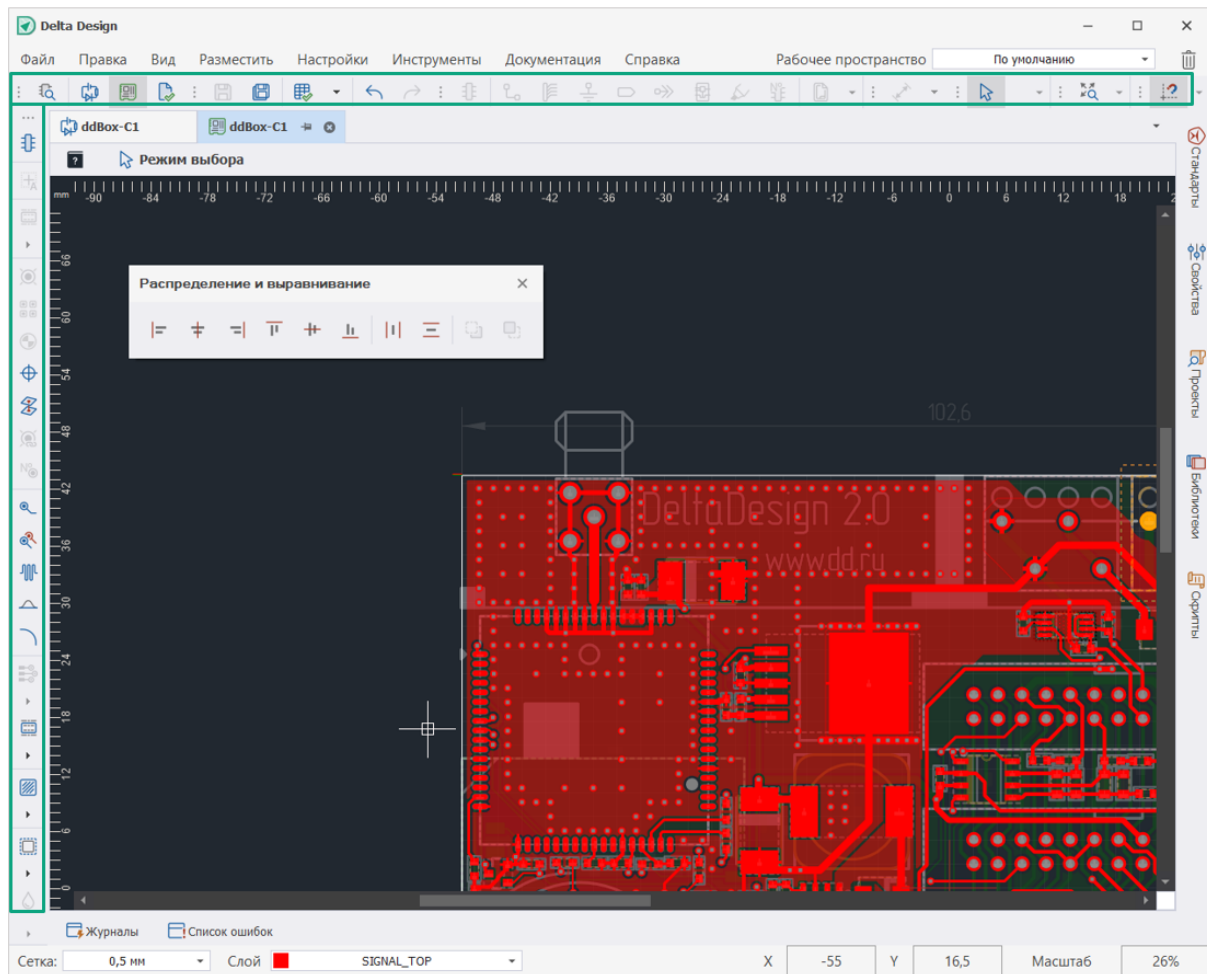 Delta Design
Файл Правка Вид Разместить Настройки Инструменты Документация Справка Рабочее пространство По умолчанию
ddBox-C1 ddBox-C1
Режим выбора
mm -90 -84 -78 -72 -66 -60 -54 -48 -42 -36 -30 -24 -18 -12 -6 0 6 12 18 2
66
60
54
48
42
36
30
24
18
12
6
0
Распределение и выравнивание
102,6
DeltaDesign 2.0
www.dd.ru
Стандарты
Свойства
Проекты
Библиотеки
Скрипты
Журналы Список ошибок
Сетка: 0,5 мм Слой SIGNAL_TOP X -55 Y 16,5 Масштаб 26%